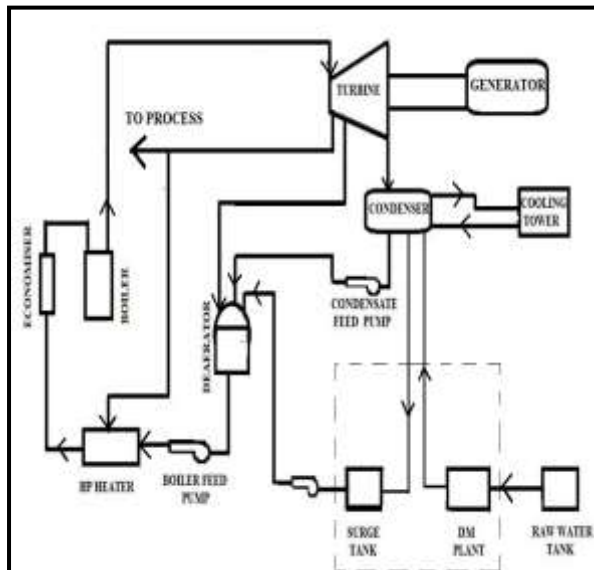 TURBINE
GENERATOR
TO PROCESS
CONDENSER
COOLING
TOWER
ECONOMISER
BOILER
CONDENSATE
FEED PUMP
DEAERATOR
HP HEATER
BOILER FEED
PUMP
SURGE
TANK
DM
PLANT
RAW WATER
TANK